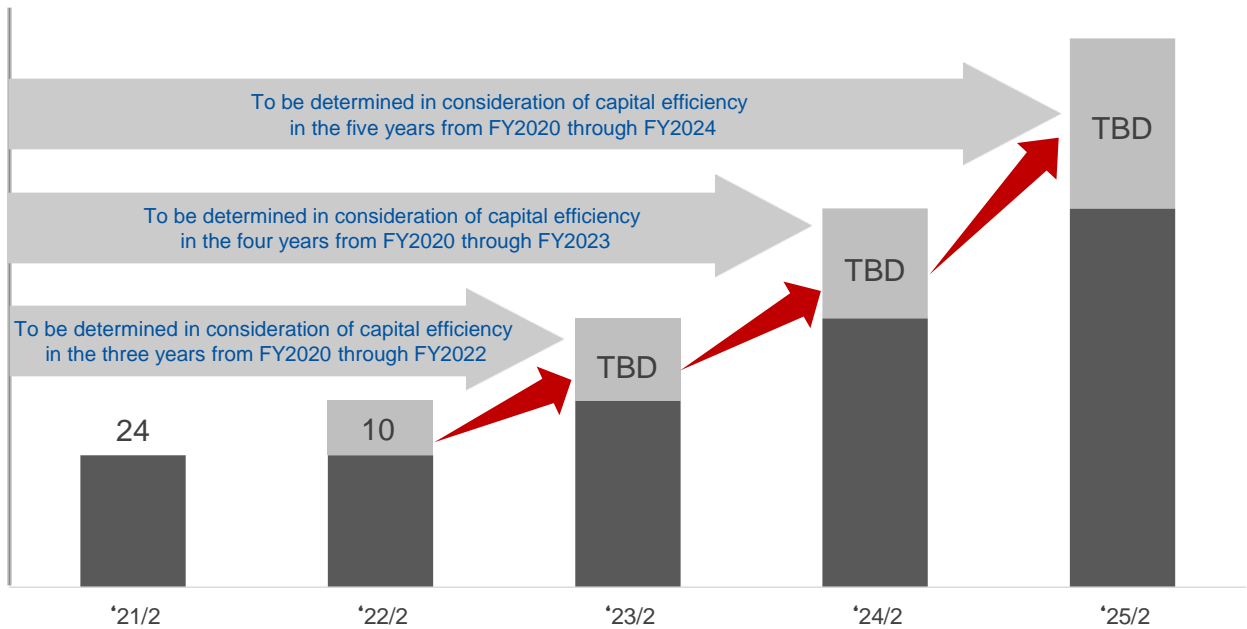 To be determined in consideration of capital efficiency
in the five years from FY2020 through FY2024
TBD
To be determined in consideration of capital efficiency
in the four years from FY2020 through FY2023
TBD
To be determined in consideration of capital efficiency
in the three years from FY2020 through FY2022
TBD
24
10
‘21/2
‘22/2
‘23/2
‘24/2
‘25/2